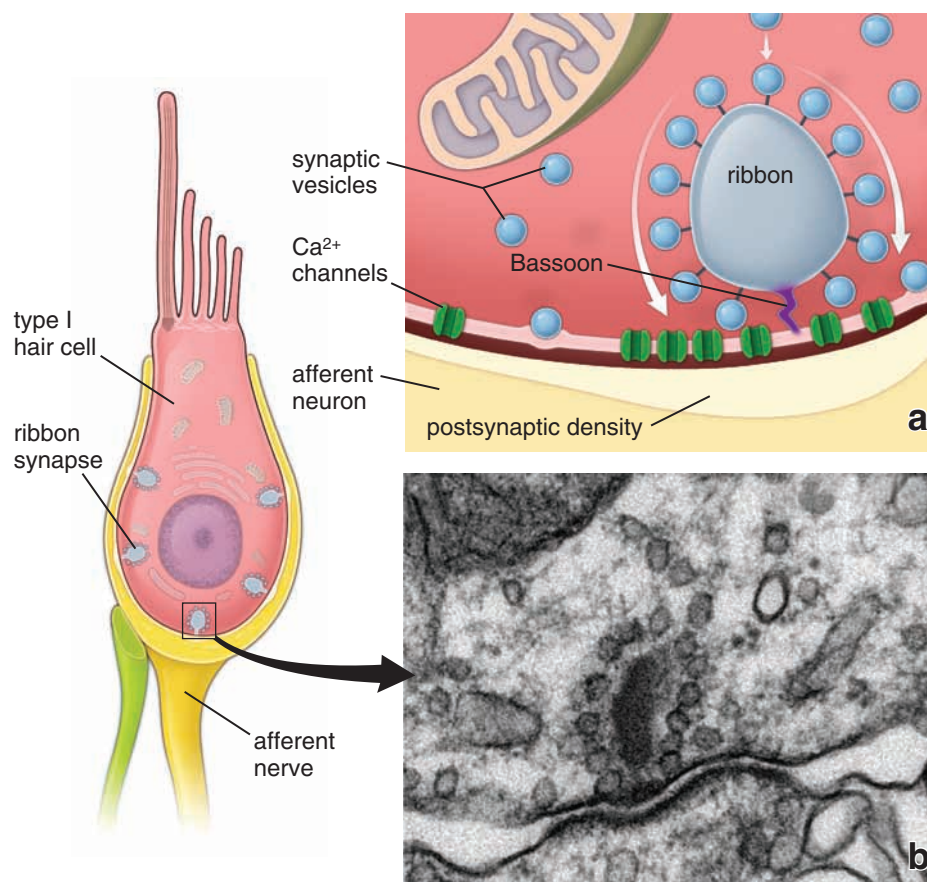 synaptic
vesicles
Ca²⁺
channels
type I
hair cell
ribbon
synapse
afferent
neuron
afferent
nerve
ribbon
Bassoon
postsynaptic density
a
b